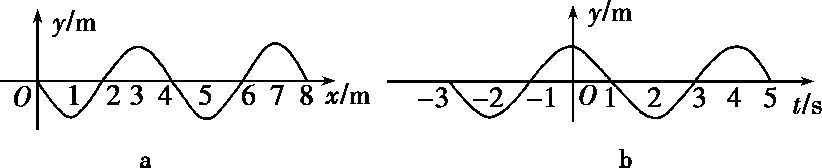 y/m
O 1 2 3 4 5 6 7 8 x/m
a
y/m
−3 −2 −1 O 1 2 3 4 5 t/s
b